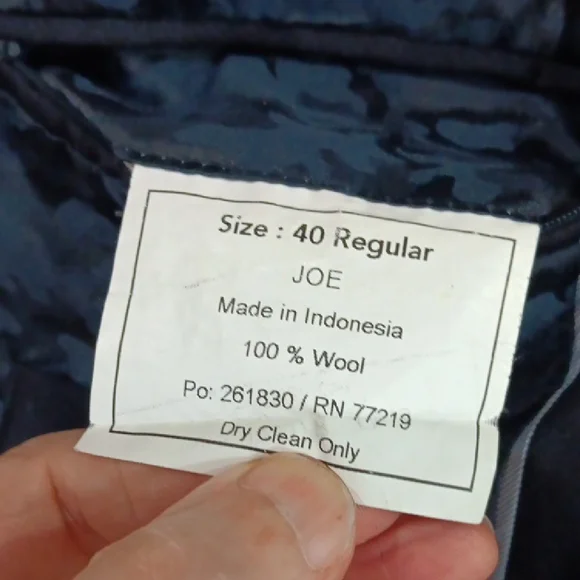 Size : 40 Regular
JOE
Made in Indonesia
100 % Wool
Po: 261830 / RN 77219
Dry Clean Only